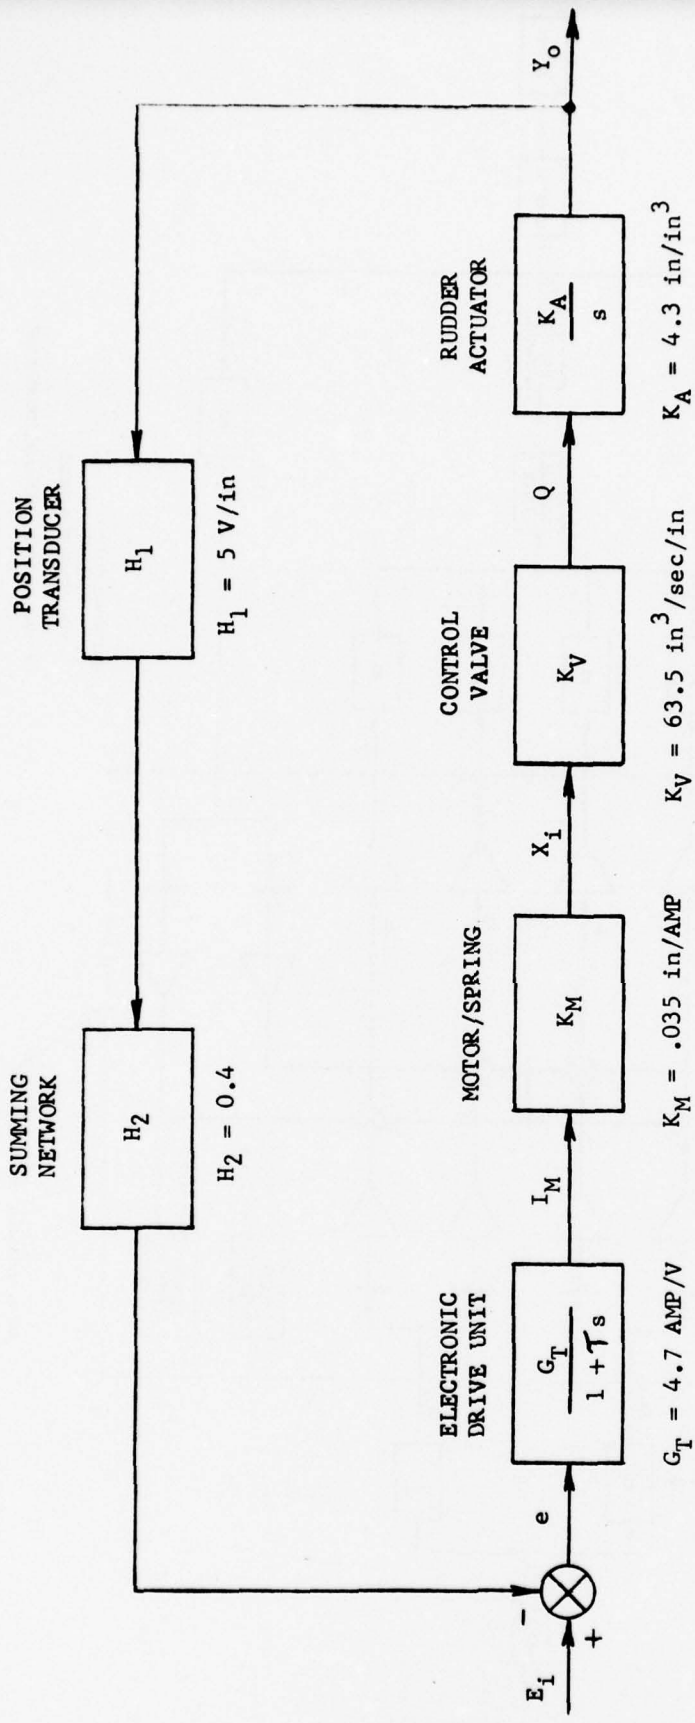 POSITION
TRANSDUCER
H1
H1 = 5 V/in
SUMMING
NETWORK
H2
H2 = 0.4
Ei
+
-
e
ELECTRONIC
DRIVE UNIT
GT
1 + τs
GT = 4.7 AMP/V
IM
MOTOR/SPRING
KM
KM = .035 in/AMP
Xi
CONTROL
VALVE
KV
KV = 63.5 in³/sec/in
Q
RUDDER
ACTUATOR
KA
s
KA = 4.3 in/in³
Yo